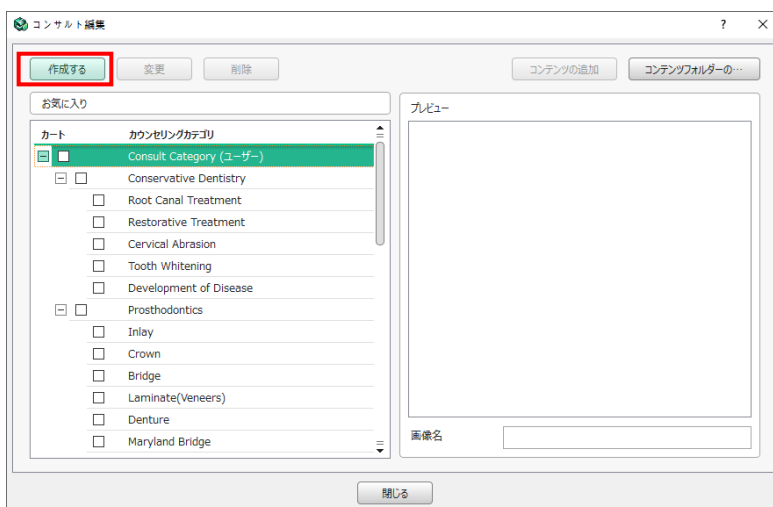 コンサルト編集
? ×
作成する 変更 削除 コンテンツの追加 コンテンツフォルダーの…
お気に入り
プレビュー
カート カウンセリングカテゴリ
Consult Category (ユーザー)
Conservative Dentistry
Root Canal Treatment
Restorative Treatment
Cervical Abrasion
Tooth Whitening
Development of Disease
Prosthodontics
Inlay
Crown
Bridge
Laminate(Veneers)
Denture
Maryland Bridge
画像名
閉じる